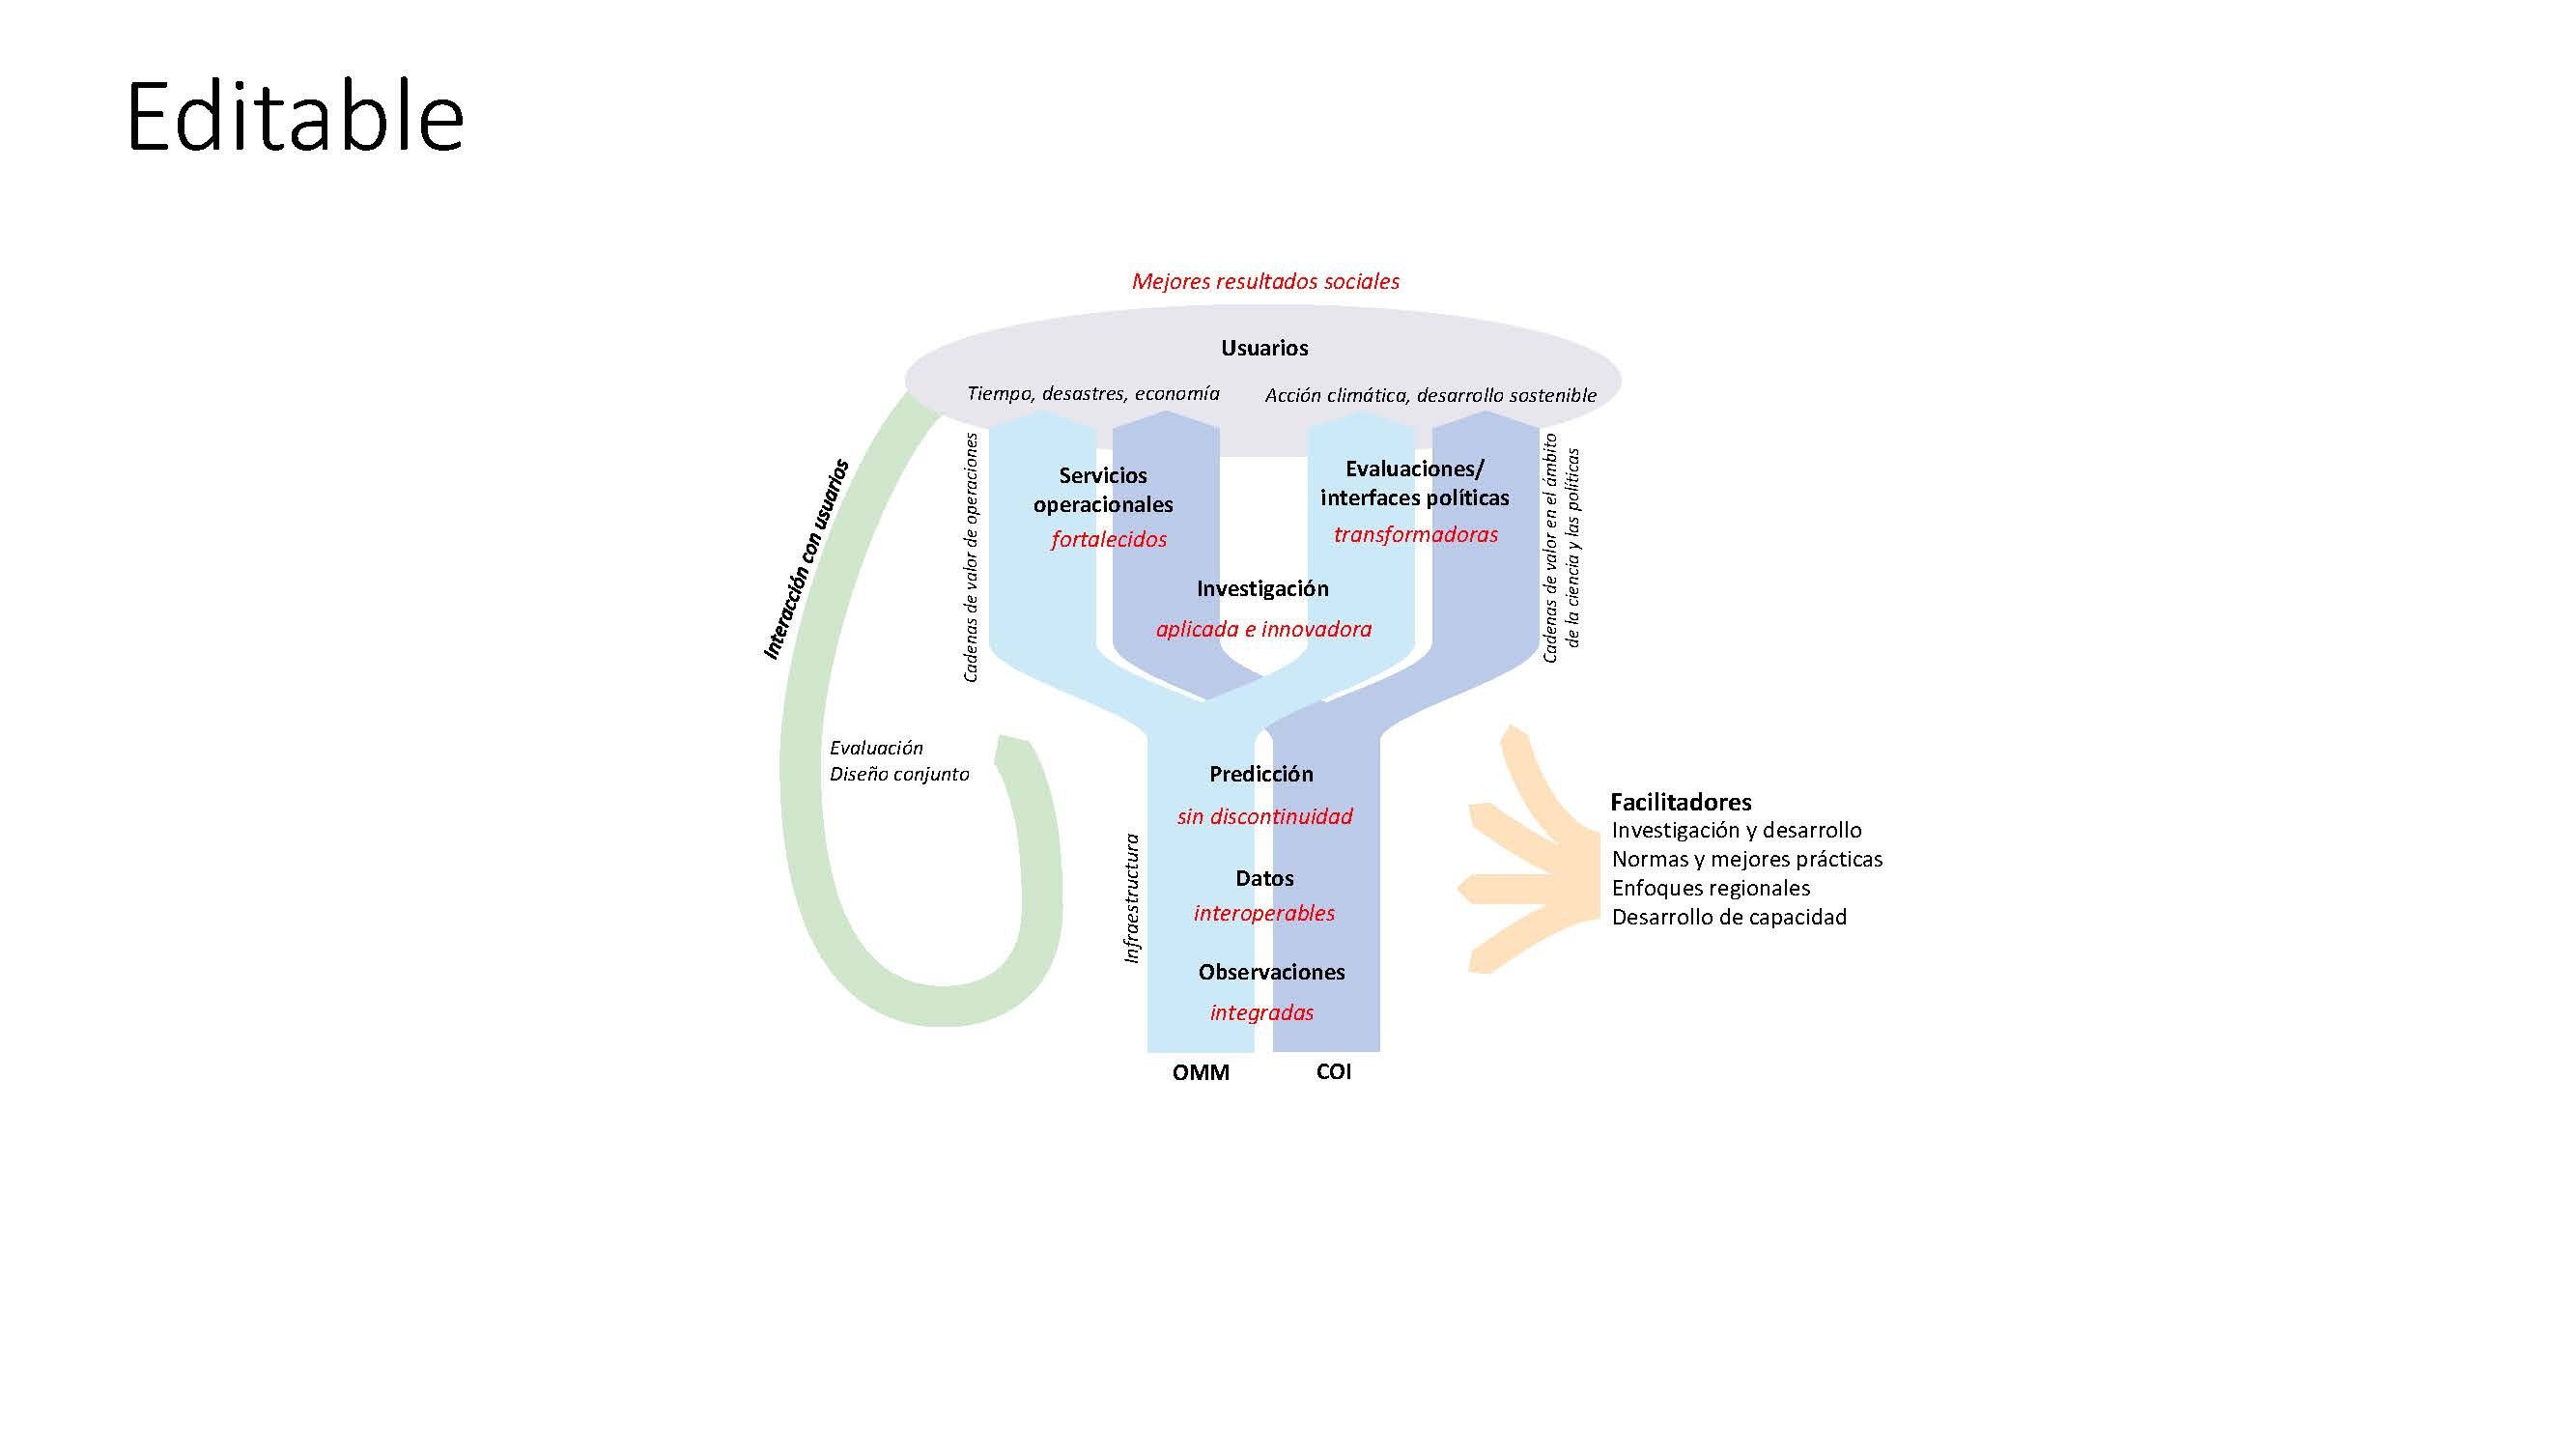 Editable
Mejores resultados sociales
Usuarios
Tiempo, desastres, economía
Acción climática, desarrollo sostenible
Interacción con usuarios
Cadenas de valor de operaciones
Servicios
operacionales
fortalecidos
Evaluaciones/
interfaces políticas
transformadoras
Cadenas de valor en el ámbito
de la ciencia y las políticas
Investigación
aplicada e innovadora
Evaluación
Diseño conjunto
Predicción
sin discontinuidad
Infraestructura
Datos
interoperables
Observaciones
integradas
OMM
COI
Facilitadores
Investigación y desarrollo
Normas y mejores prácticas
Enfoques regionales
Desarrollo de capacidad